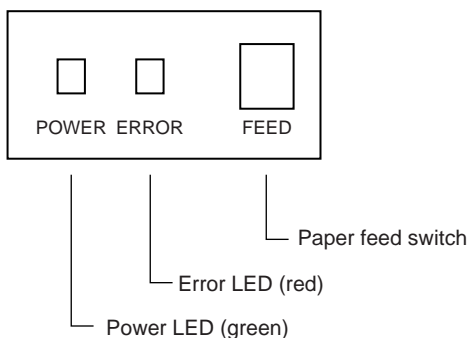 POWER ERROR FEED
Paper feed switch
Error LED (red)
Power LED (green)